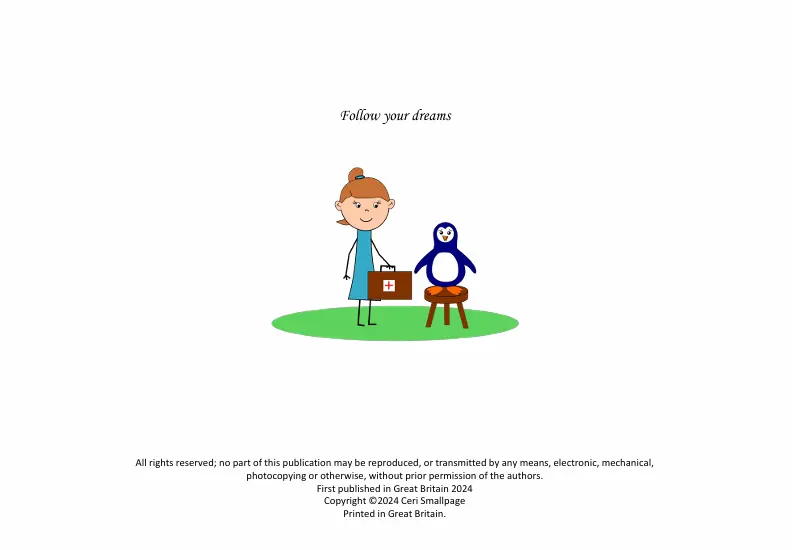 Follow your dreams
All rights reserved; no part of this publication may be reproduced, or transmitted by any means, electronic, mechanical,
photocopying or otherwise, without prior permission of the authors.
First published in Great Britain 2024
Copyright ©2024 Ceri Smallpage
Printed in Great Britain.